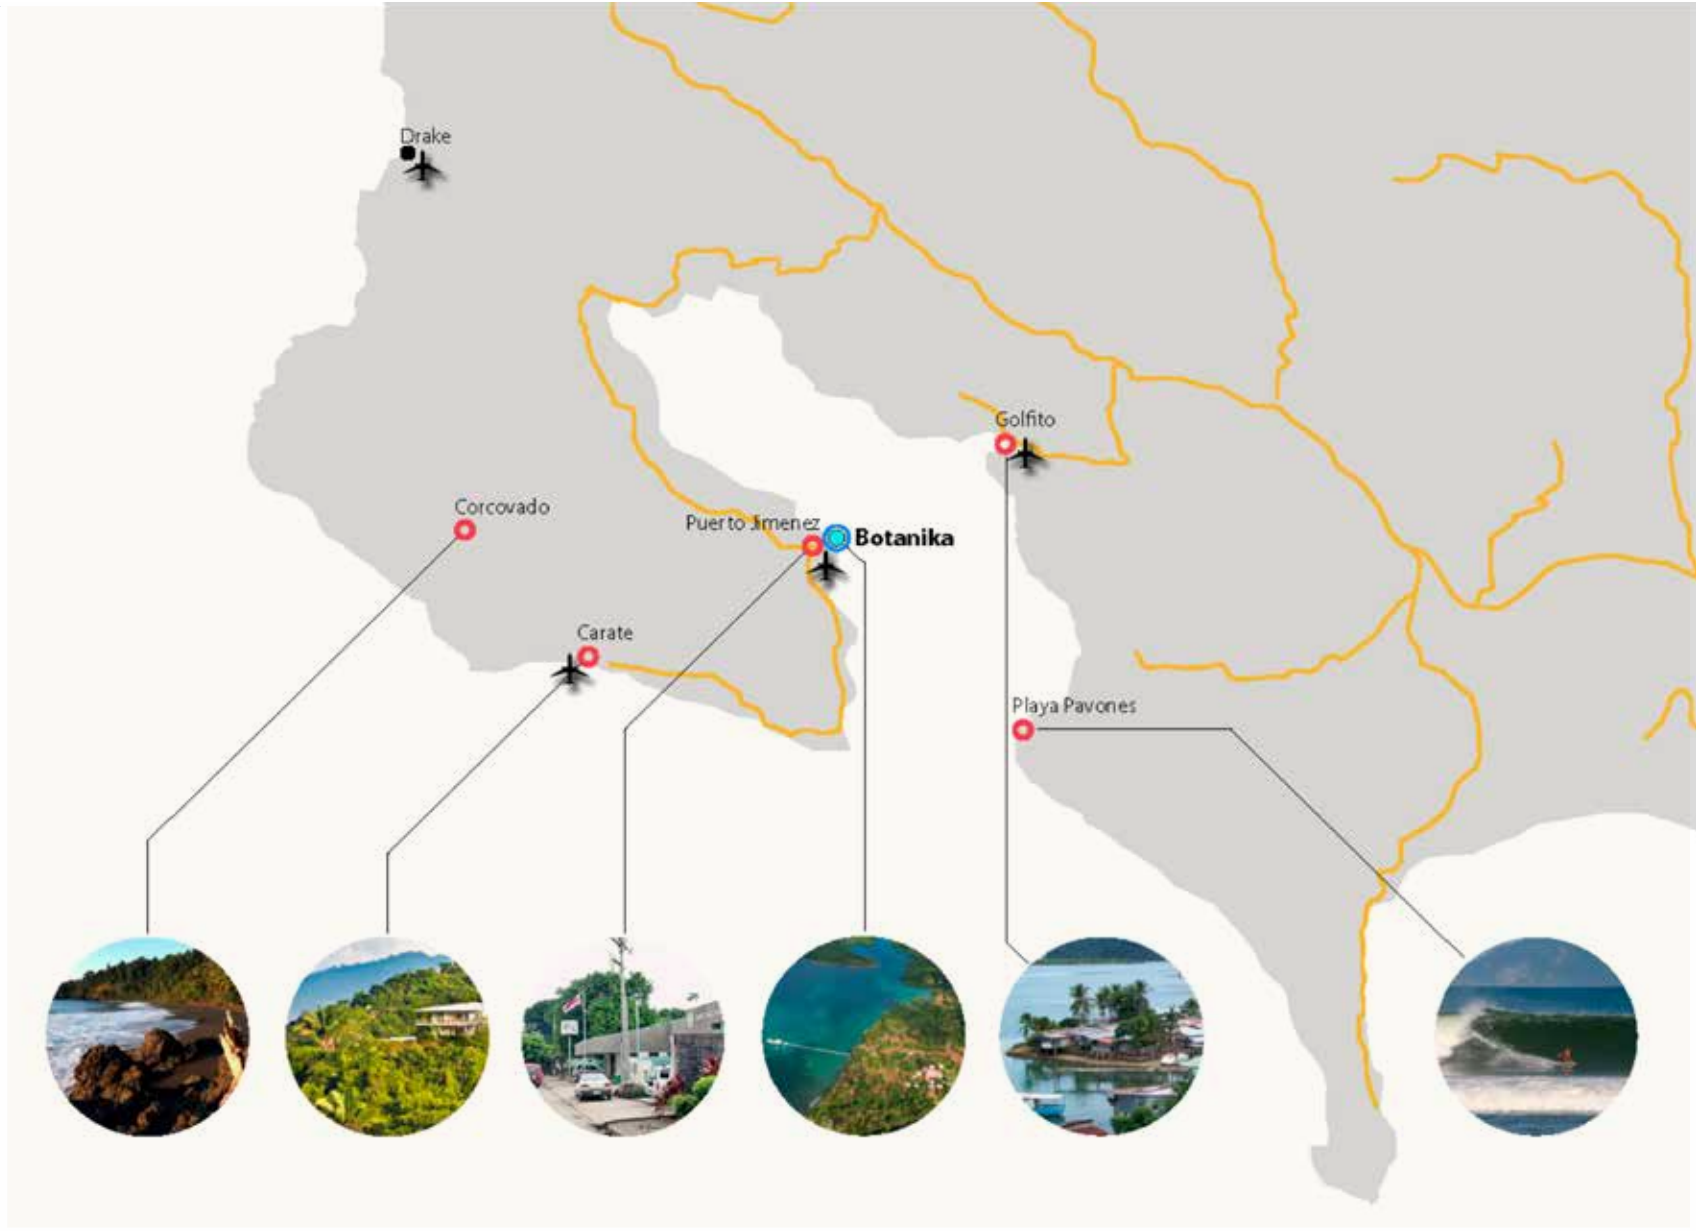 Drake
Golfito
Corcovado
Puerto Jimenez
Botanika
Carate
Playa Pavones